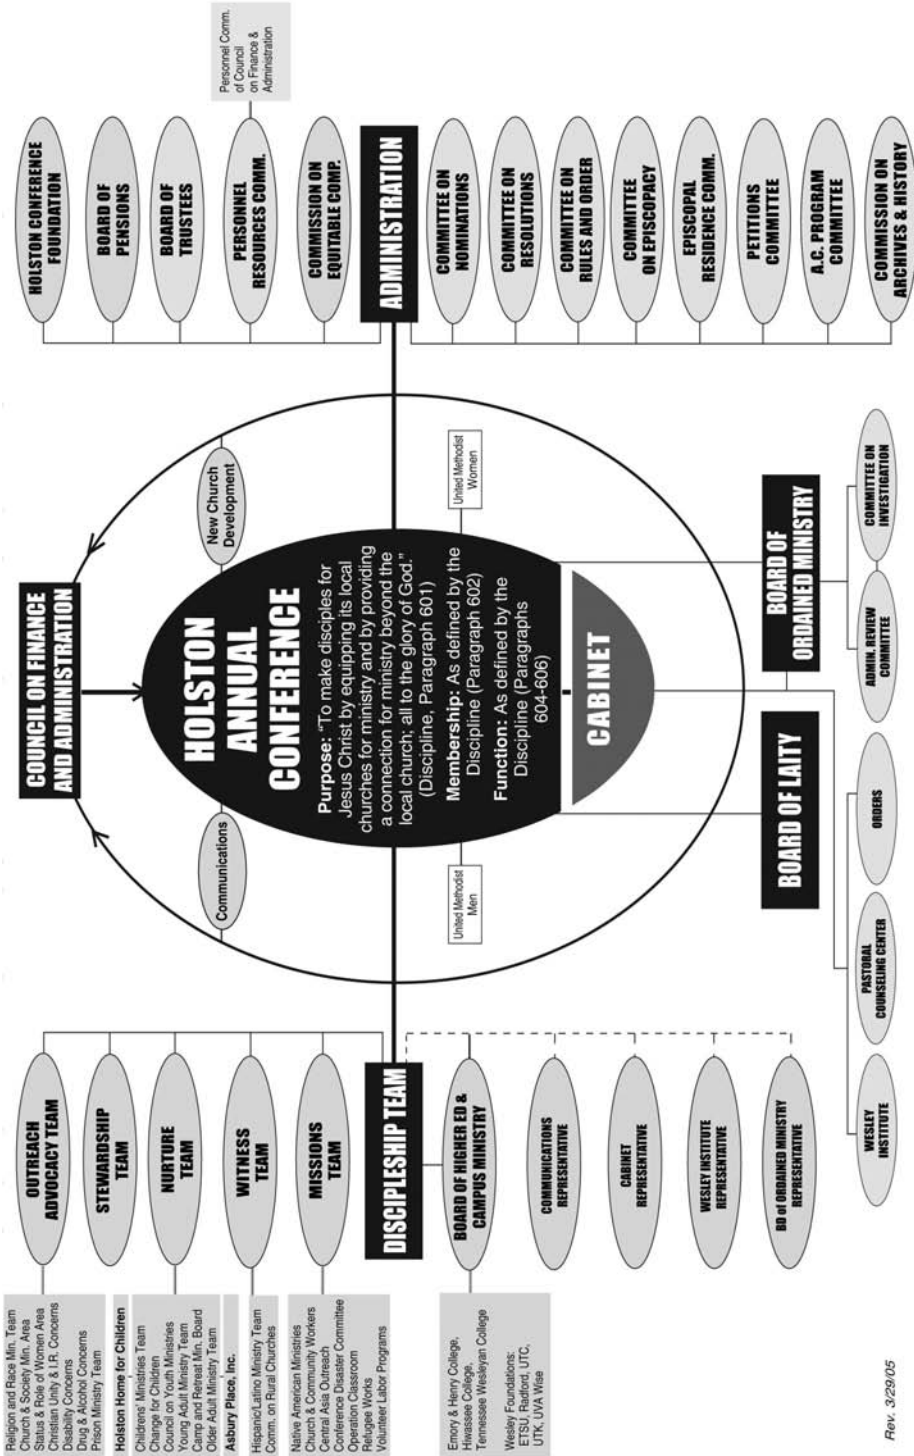 COUNCIL ON FINANCE
AND ADMINISTRATION
Communications
New Church
Development
HOLSTON
ANNUAL
CONFERENCE
Purpose: "To make disciples for
Jesus Christ by equipping its local
churches for ministry and by providing
a connection for ministry beyond the
local church; all to the glory of God."
(Discipline, Paragraph 601)
Membership: As defined by the
Discipline (Paragraph 602)
Function: As defined by the
Discipline (Paragraphs
604-606)
United Methodist
Men
United Methodist
Women
CABINET
BOARD OF LAITY
BOARD OF
ORDAINED MINISTRY
WESLEY
INSTITUTE
PASTORAL
COUNSELING CENTER
ORDERS
ADMIN. REVIEW
COMMITTEE
COMMITTEE ON
INVESTIGATION
Religion and Race Min. Team
Church & Society Min. Area
Status & Role of Women Area
Christian Unity & I.R. Concerns
Disability Concerns
Drug & Alcohol Concerns
Prison Ministry Team
OUTREACH
ADVOCACY TEAM
Holston Home for Children
STEWARDSHIP
TEAM
Childrens' Ministries Team
Change for Children
Council on Youth Ministries
Young Adult Ministry Team
Camp and Retreat Min. Board
Older Adult Ministry Team
NURTURE
TEAM
Asbury Place, Inc.
Hispanic/Latino Ministry Team
Comm. on Rural Churches
WITNESS
TEAM
Native American Ministries
Church & Community Workers
Central Asia Outreach
Conference Disaster Committee
Operation Classroom
Refugee Works
Volunteer Labor Programs
MISSIONS
TEAM
DISCIPLESHIP TEAM
Emory & Henry College,
Hiwassee College,
Tennessee Wesleyan College
Wesley Foundations:
ETSU, Radford, UTC,
UTK, UVA Wise
BOARD OF HIGHER ED &
CAMPUS MINISTRY
COMMUNICATIONS
REPRESENTATIVE
CABINET
REPRESENTATIVE
WESLEY INSTITUTE
REPRESENTATIVE
BD of ORDAINED MINISTRY
REPRESENTATIVE
HOLSTON CONFERENCE
FOUNDATION
BOARD OF
PENSIONS
BOARD OF
TRUSTEES
PERSONNEL
RESOURCES COMM.
Personnel Comm.
of Council
on Finance &
Administration
COMMISSION ON
EQUITABLE COMP.
ADMINISTRATION
COMMITTEE ON
NOMINATIONS
COMMITTEE ON
RESOLUTIONS
COMMITTEE ON
RULES AND ORDER
COMMITTEE
ON EPISCOPACY
EPISCOPAL
RESIDENCE COMM.
PETITIONS
COMMITTEE
A.C. PROGRAM
COMMITTEE
COMMISSION ON
ARCHIVES & HISTORY
Rev. 3/29/05